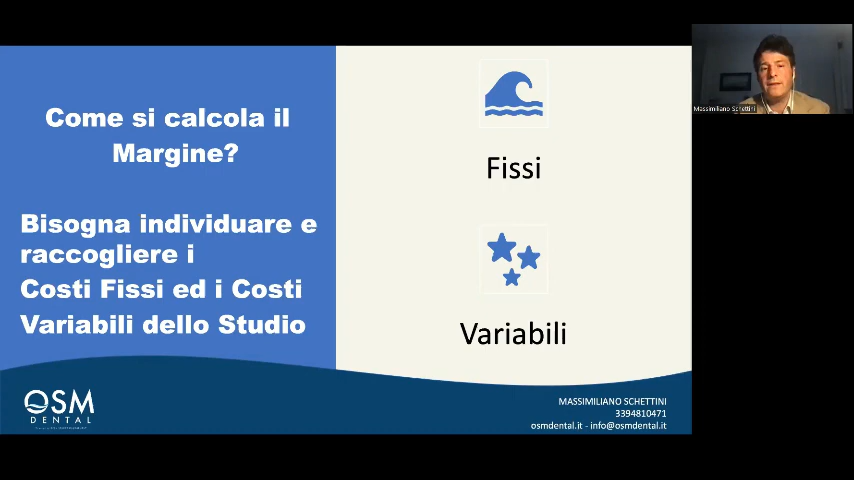 Come si calcola il
Margine?
Bisogna individuare e
raccogliere i
Costi Fissi ed i Costi
Variabili dello Studio
Fissi
Variabili
OSM
DENTAL
MASSIMILIANO SCHETTINI
3394810471
osmdental.it - info@osmdental.it
Massimiliano Schettini